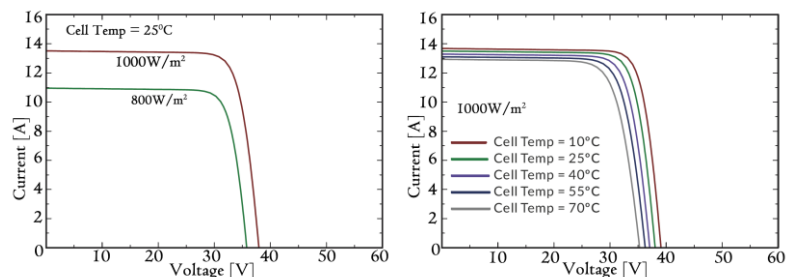 16
14
12
10
8
6
4
2
0
Current [A]
Cell Temp = 25°C
1000W/m²
800W/m²
10
20
30
40
50
60
Voltage [V]
16
14
12
10
8
6
4
2
0
Current [A]
1000W/m²
Cell Temp = 10°C
Cell Temp = 25°C
Cell Temp = 40°C
Cell Temp = 55°C
Cell Temp = 70°C
10
20
30
40
50
60
Voltage [V]